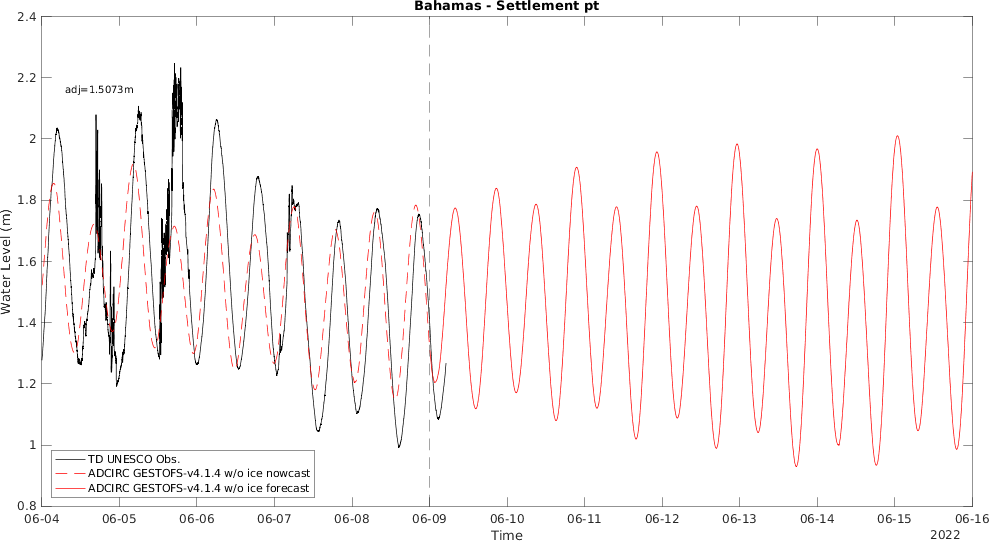 Bahamas - Settlement pt
2.4
2.2
2
1.8
1.6
1.4
1.2
1
0.8
Water Level (m)
adj=1.5073m
TD UNESCO Obs.
ADCIRC GESTOFS-v4.1.4 w/o ice nowcast
ADCIRC GESTOFS-v4.1.4 w/o ice forecast
06-04 06-05 06-06 06-07 06-08 06-09 06-10 06-11 06-12 06-13 06-14 06-15 06-16
Time
2022